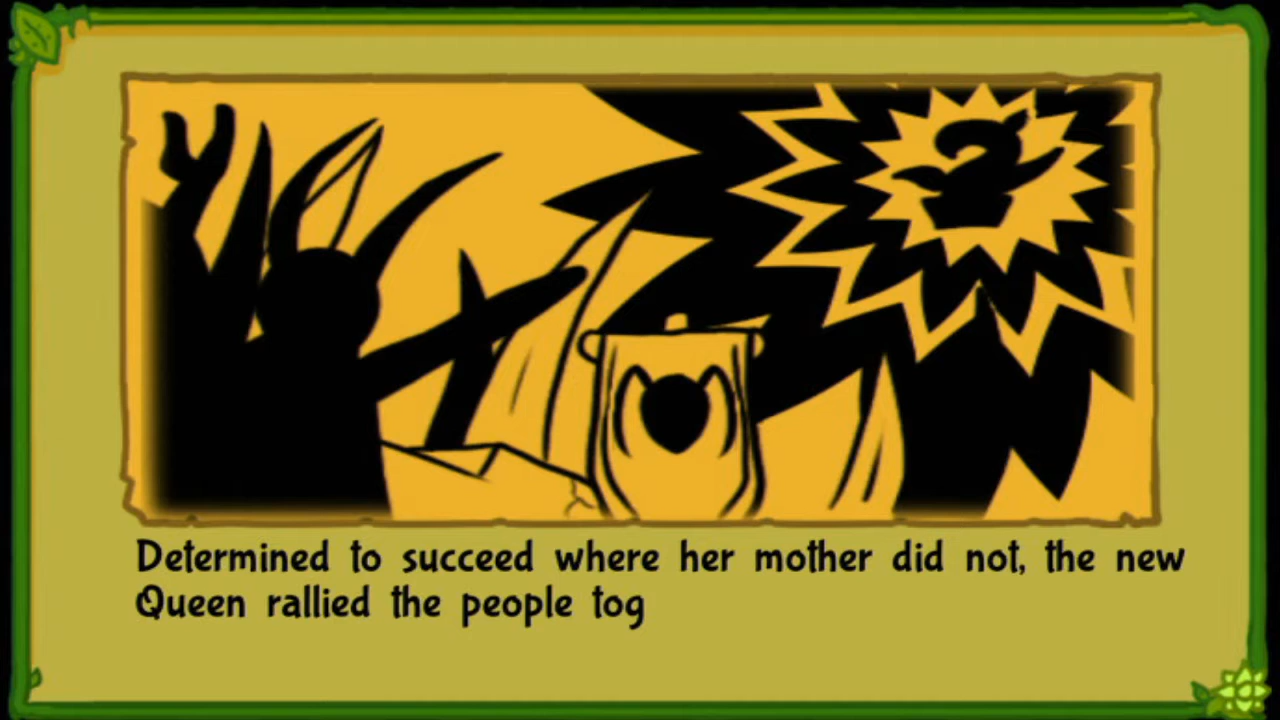 Determined to succeed where her mother did not, the new
Queen rallied the people tog